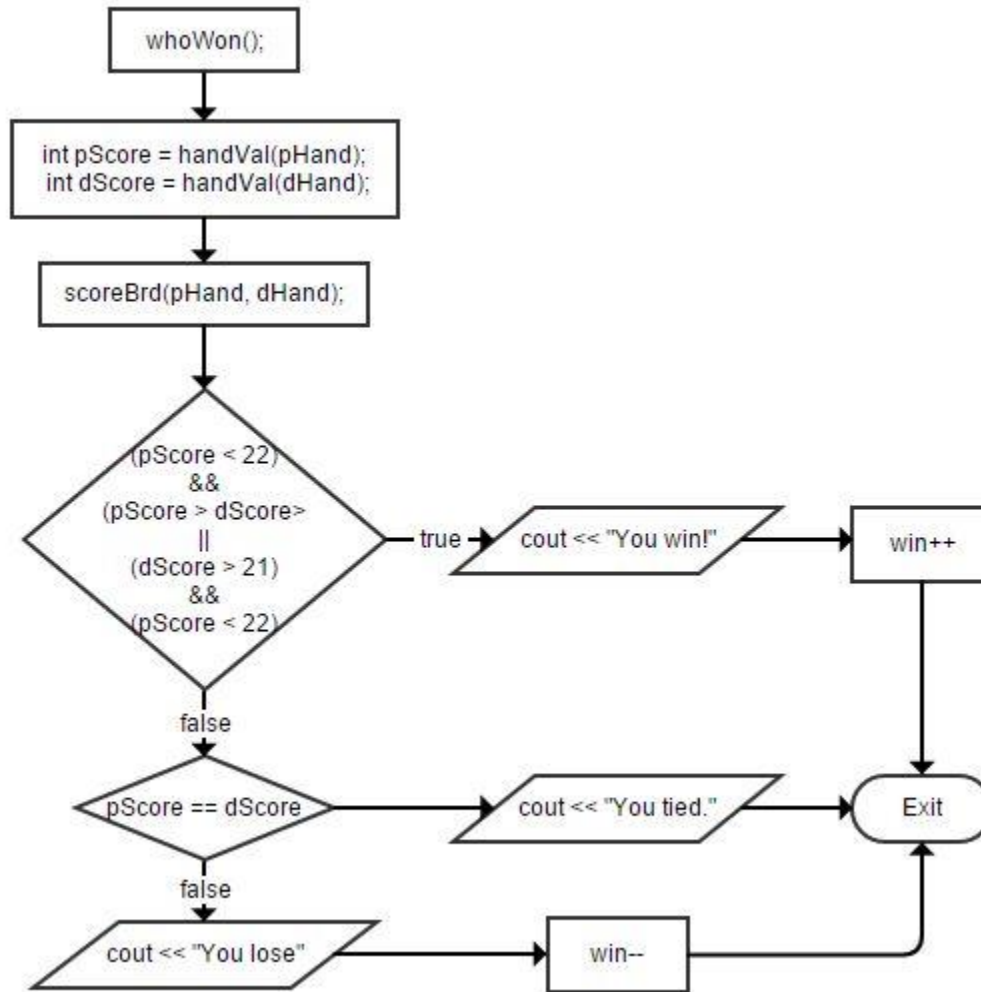 whoWon();
int pScore = handVal(pHand);
int dScore = handVal(dHand);
scoreBrd(pHand, dHand);
(pScore < 22)
&&
(pScore > dScore>
||
(dScore > 21)
&&
(pScore < 22)
true
cout << "You win!"
win++
false
pScore == dScore
cout << "You tied."
Exit
false
cout << "You lose"
win--